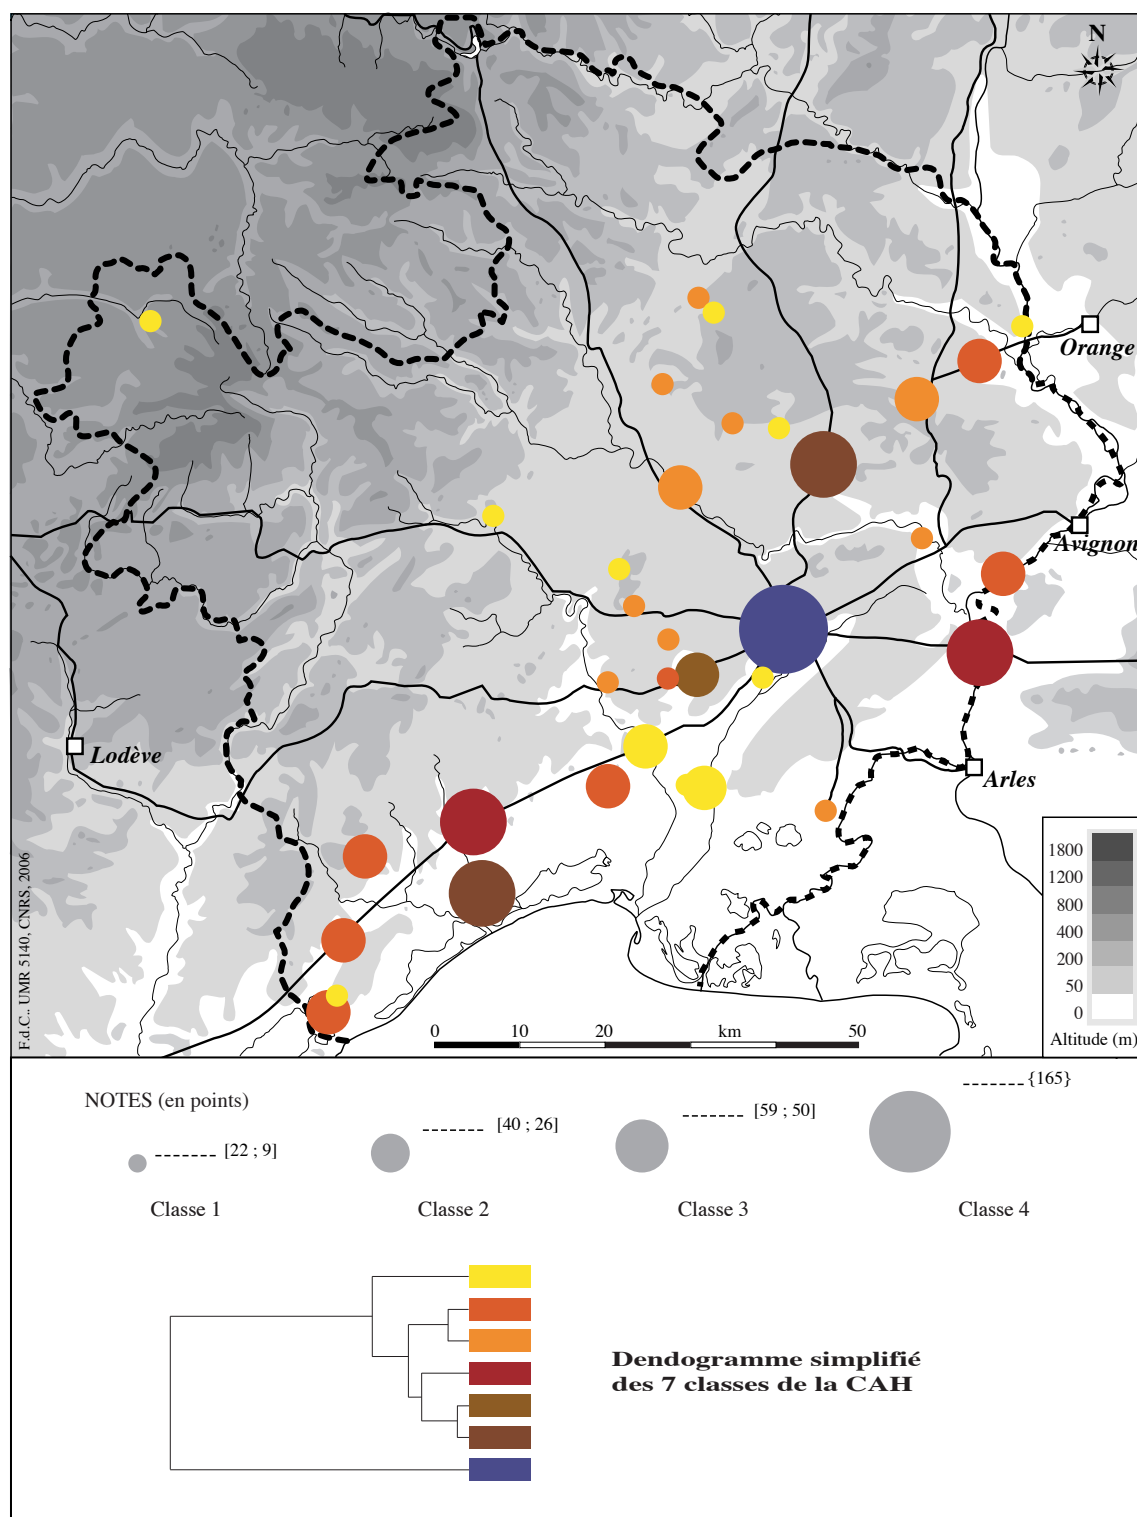 N
Orange
Avignon
Lodève
Arles
F.d.C.. UMR 5140, CNRS, 2006
0 10 20 km 50
1800
1200
800
400
200
50
0
Altitude (m)
NOTES (en points)
[22 ; 9]
[40 ; 26]
[59 ; 50]
{165}
Classe 1
Classe 2
Classe 3
Classe 4
Dendogramme simplifié
des 7 classes de la CAH